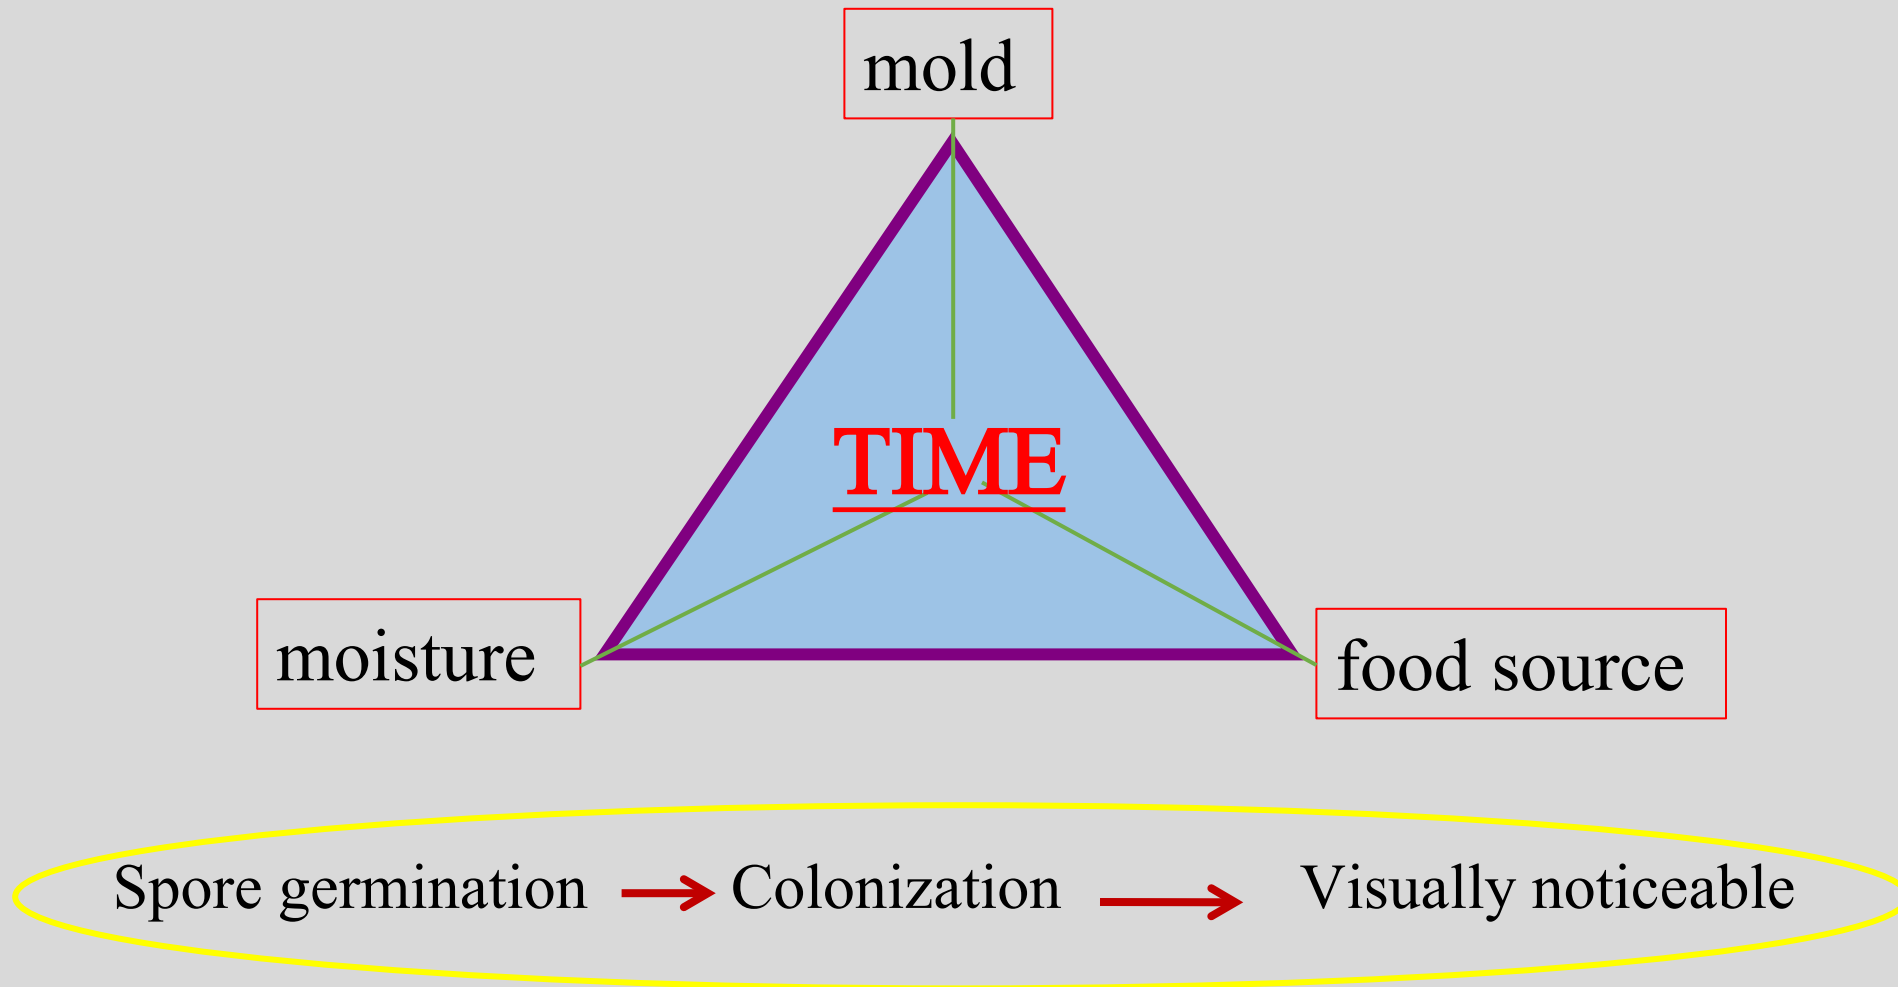 mold
TIME
moisture
food source
Spore germination
Colonization
Visually noticeable